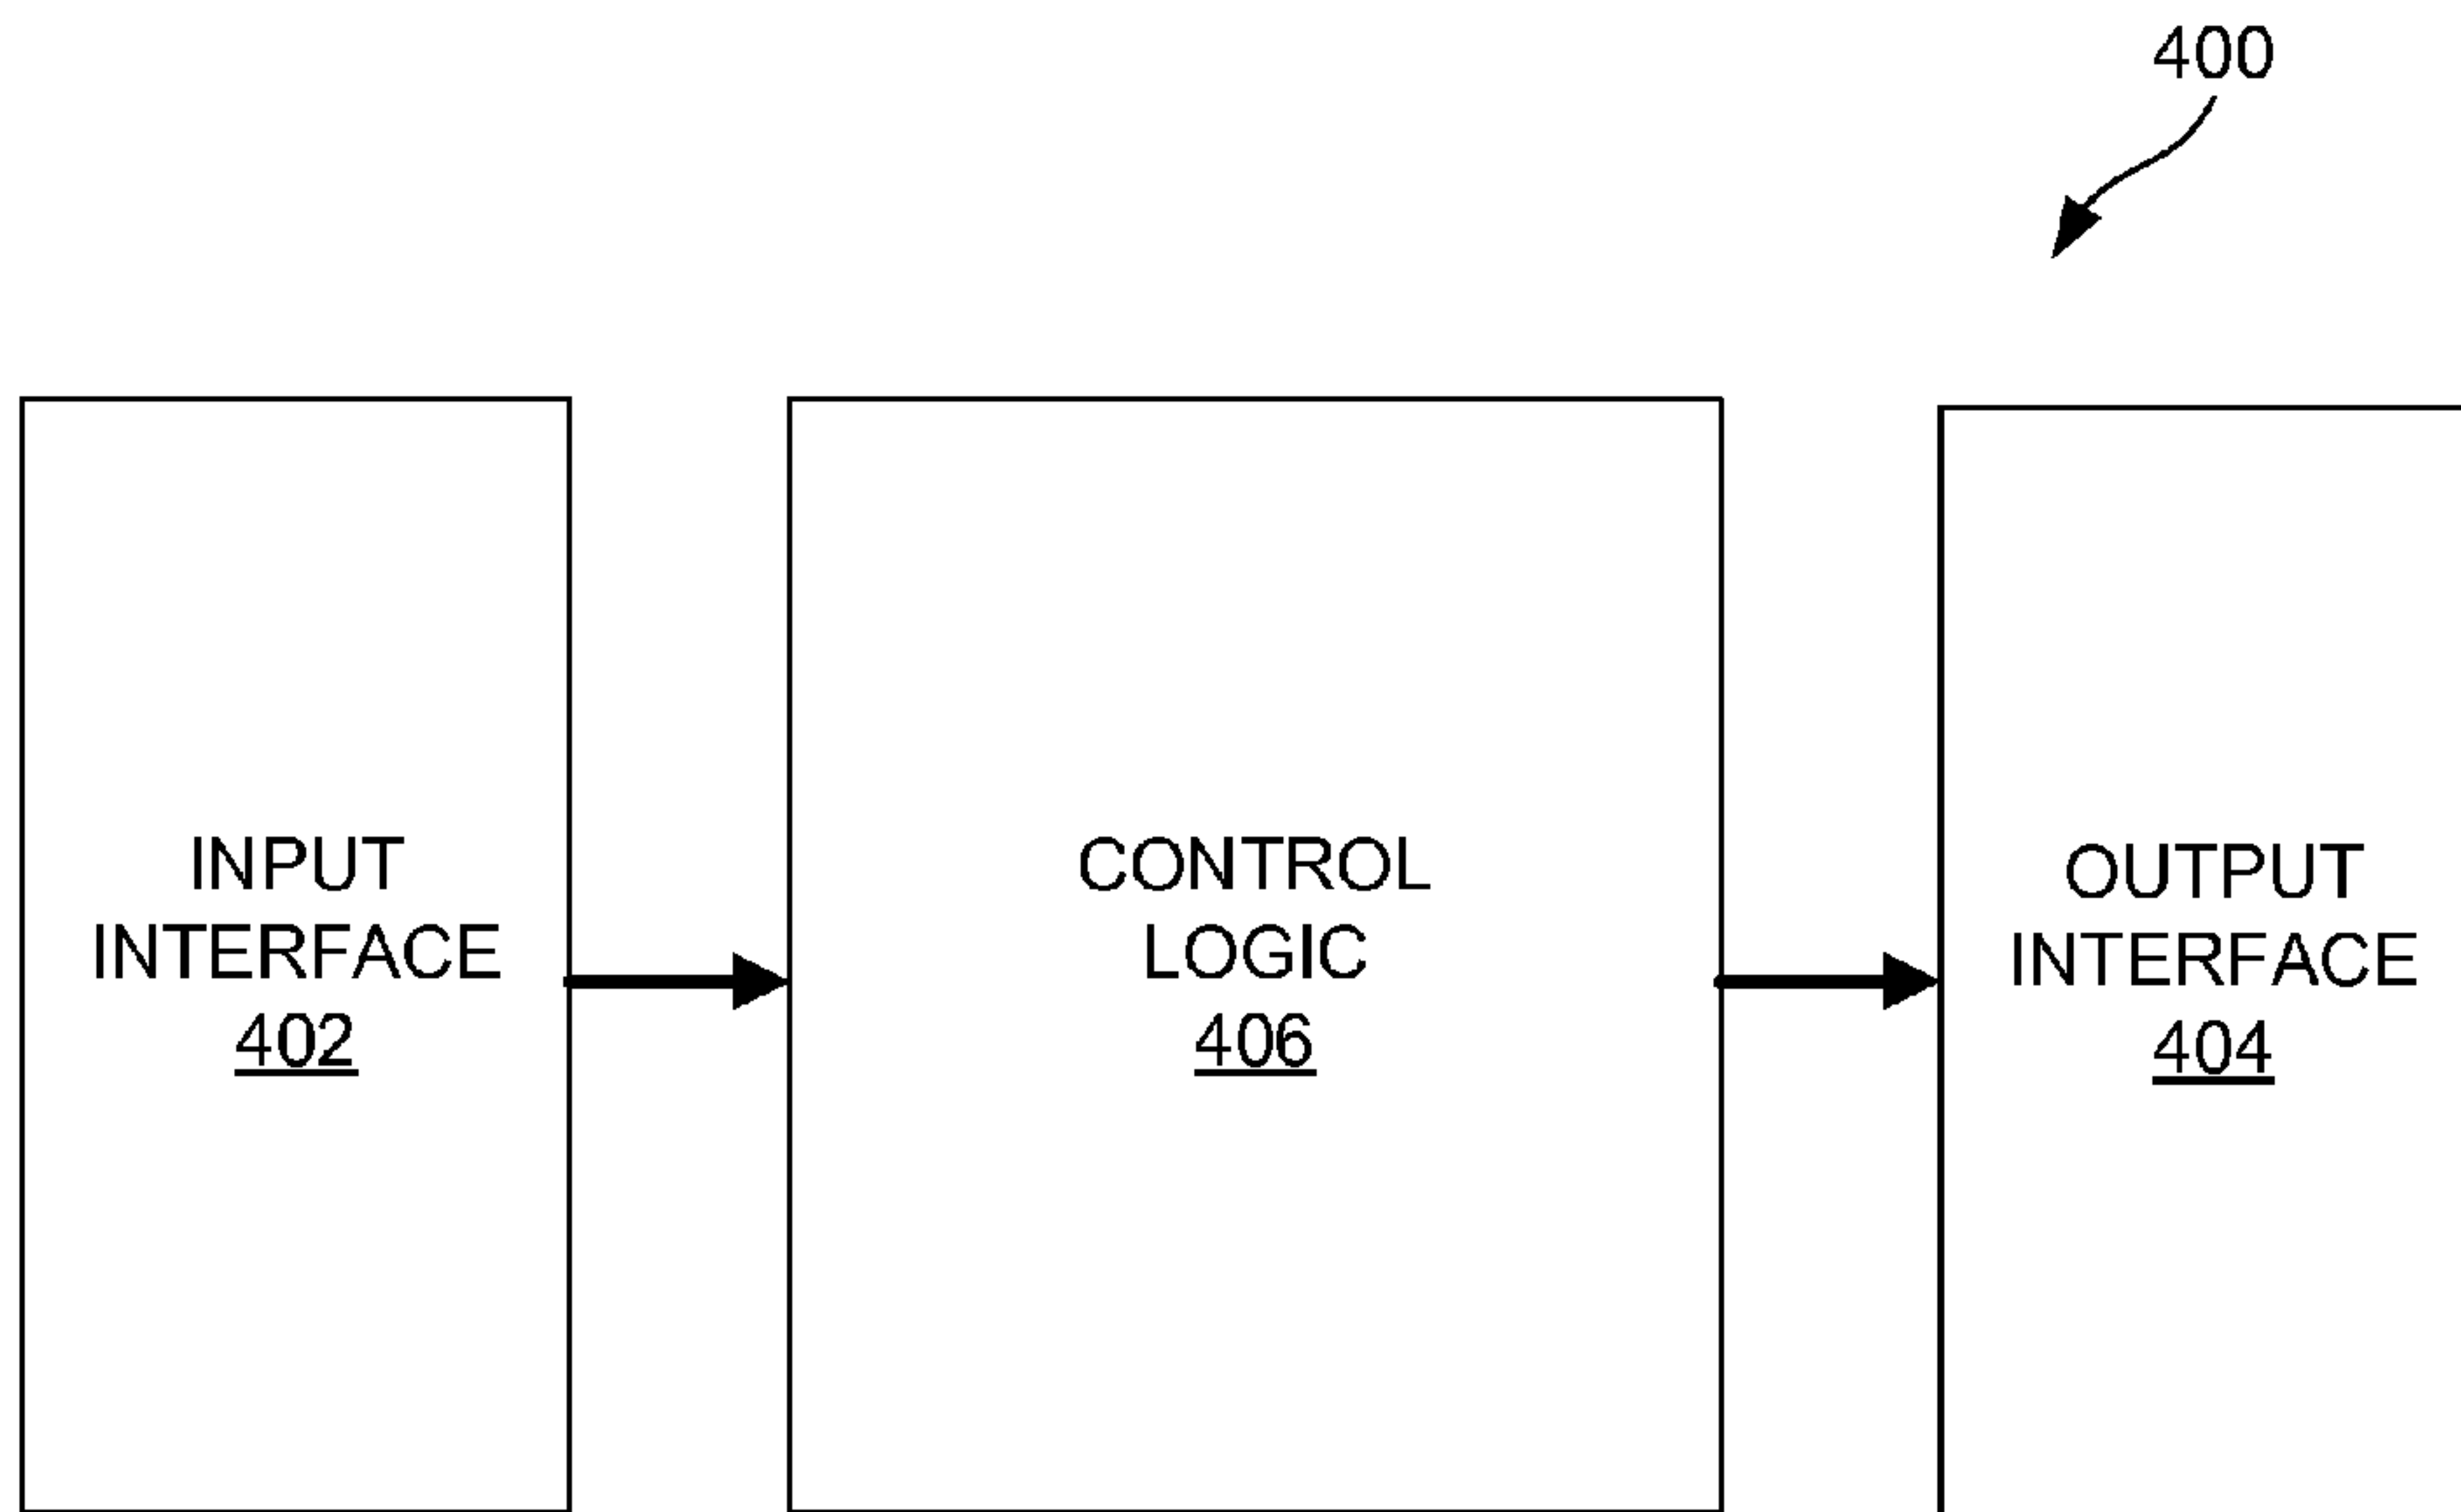 400
INPUT
INTERFACE
402
CONTROL
LOGIC
406
OUTPUT
INTERFACE
404